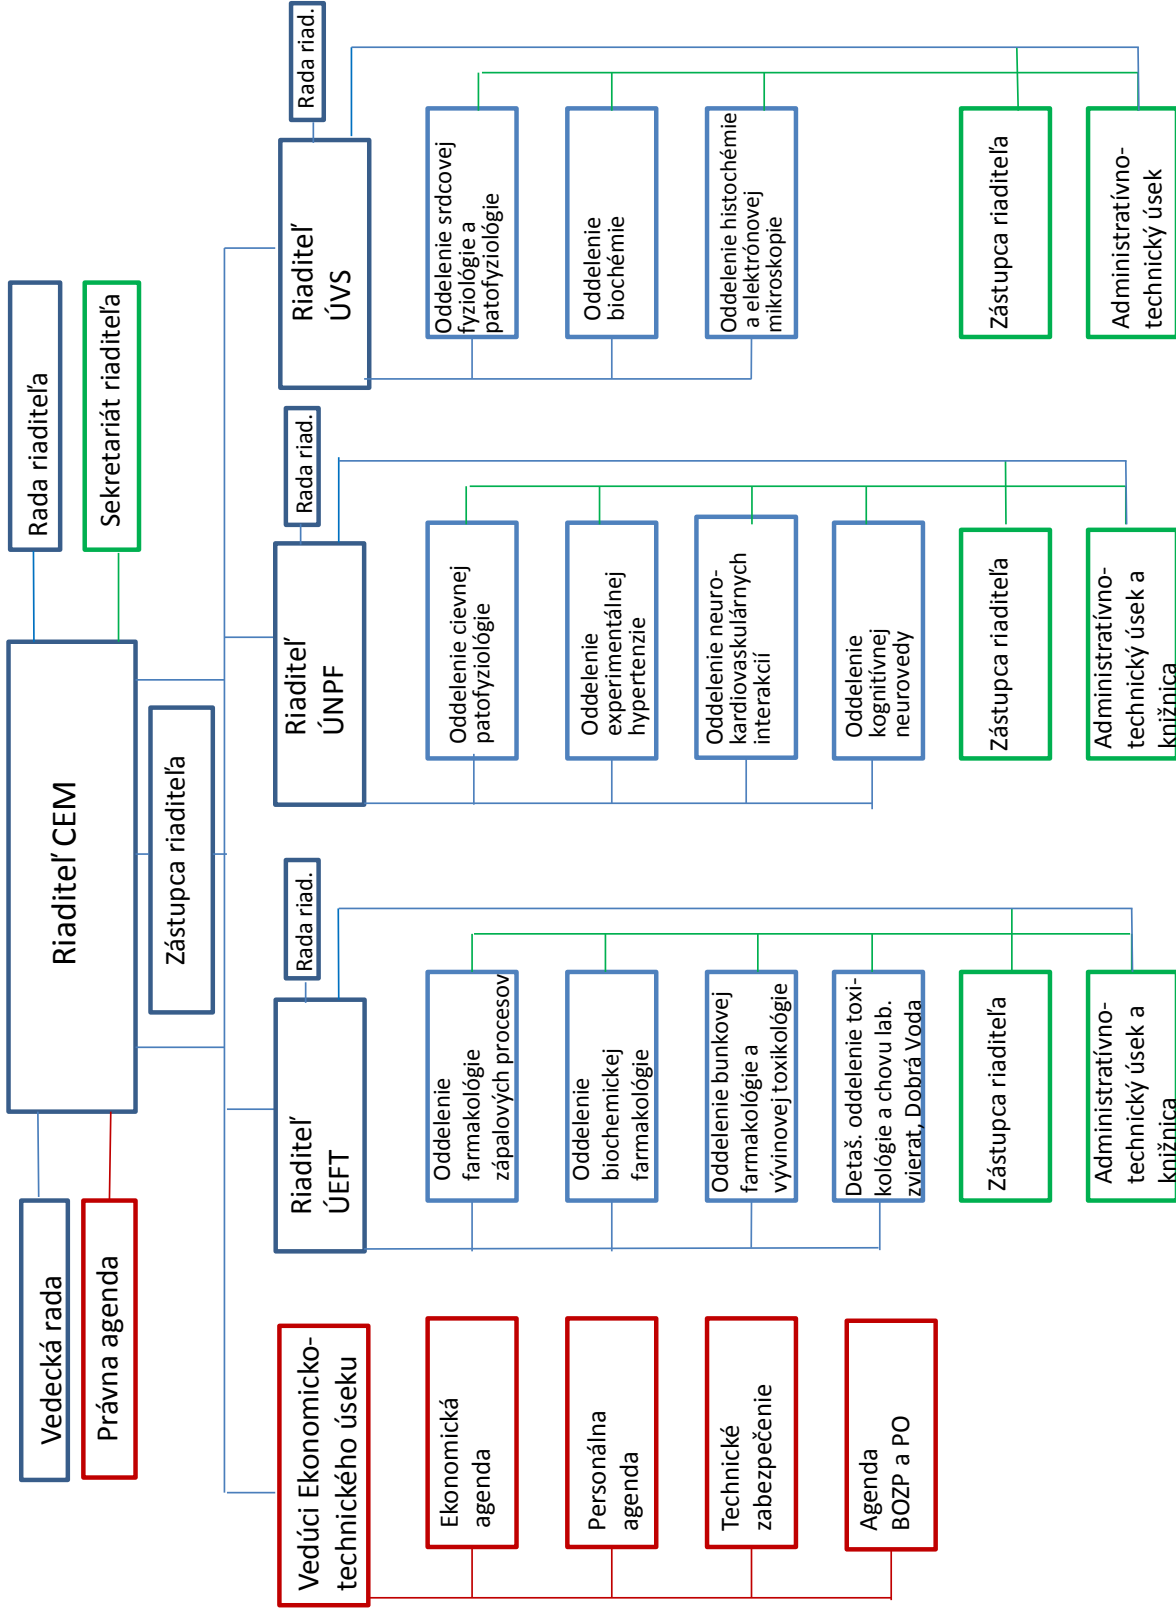 Riaditeľ CEM
Vedecká rada
Právna agenda
Rada riaditeľa
Sekretariát riaditeľa
Zástupca riaditeľa
Vedúci Ekonomicko-
technického úseku
Ekonomická
agenda
Personálna
agenda
Technické
zabezpečenie
Agenda
BOZP a PO
Riaditeľ
ÚEFT
Rada riad.
Oddelenie
farmakológie
zápalových procesov
Oddelenie
biochemickej
farmakológie
Oddelenie bunkovej
farmakológie a
vývinovej toxikológie
Detaš. oddelenie toxi-
kológie a chovu lab.
zvierat, Dobrá Voda
Zástupca riaditeľa
Administratívno-
technický úsek a
knižnica
Riaditeľ
ÚNPF
Rada riad.
Oddelenie cievnej
patofyziológie
Oddelenie
experimentálnej
hypertenzie
Oddelenie neuro-
kardiovaskulárnych
interakcií
Oddelenie
kognitívnej
neurovedy
Zástupca riaditeľa
Administratívno-
technický úsek a
knižnica
Riaditeľ
ÚVS
Rada riad.
Oddelenie srdcovej
fyziológie a
patofyziológie
Oddelenie
biochémie
Oddelenie histochémie
a elektrónovej
mikroskopie
Zástupca riaditeľa
Administratívno-
technický úsek